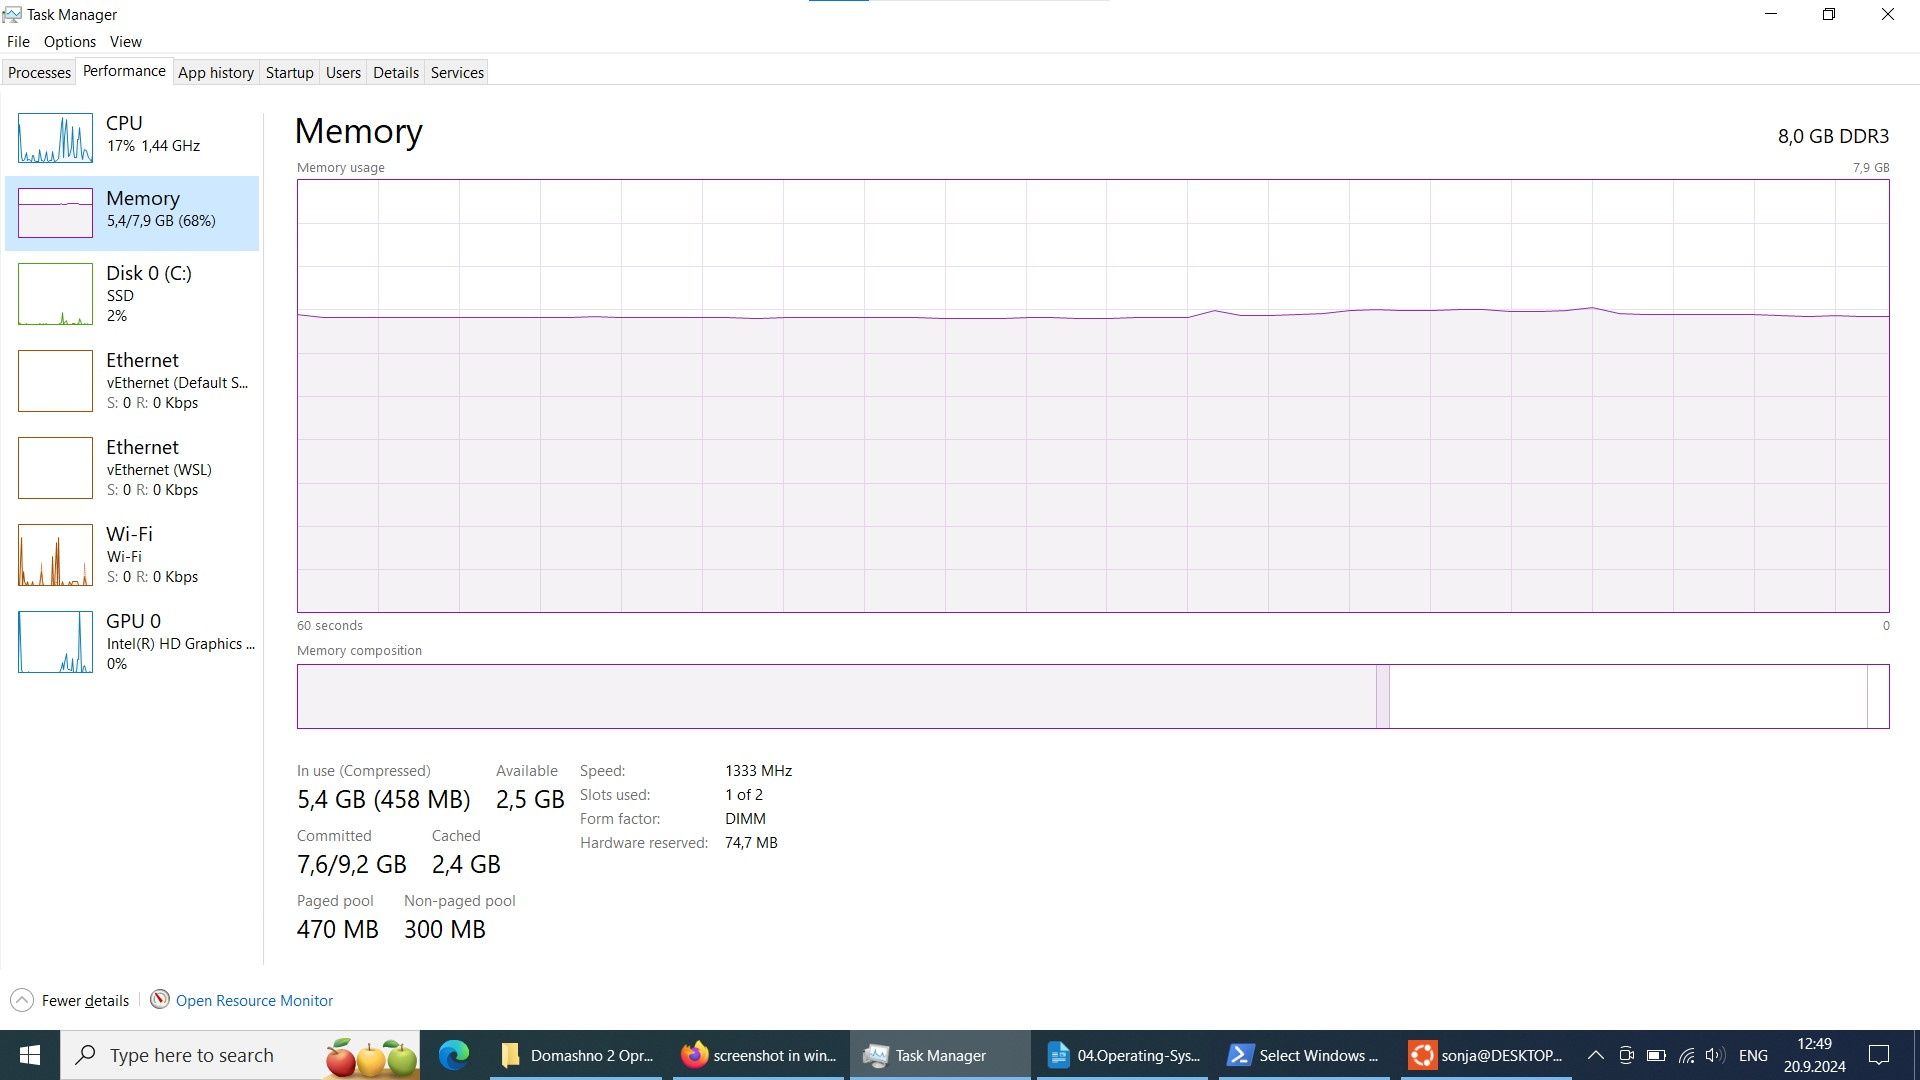 Task Manager
File Options View
Processes Performance App history Startup Users Details Services
CPU
17% 1,44 GHz
Memory
5,4/7,9 GB (68%)
Disk 0 (C:)
SSD
2%
Ethernet
vEthernet (Default S...
S: 0 R: 0 Kbps
Ethernet
vEthernet (WSL)
S: 0 R: 0 Kbps
Wi-Fi
Wi-Fi
S: 0 R: 0 Kbps
GPU 0
Intel(R) HD Graphics ...
0%
Memory 8,0 GB DDR3
Memory usage 7,9 GB
60 seconds 0
Memory composition
In use (Compressed) Available
5,4 GB (458 MB) 2,5 GB
Committed Cached
7,6/9,2 GB 2,4 GB
Paged pool Non-paged pool
470 MB 300 MB
Speed: 1333 MHz
Slots used: 1 of 2
Form factor: DIMM
Hardware reserved: 74,7 MB
Fewer details Open Resource Monitor
Type here to search Domashno 2 Opr... screenshot in win... Task Manager 04.Operating-Sys... Select Windows ... sonja@DESKTOP... ENG 12:49
20.9.2024